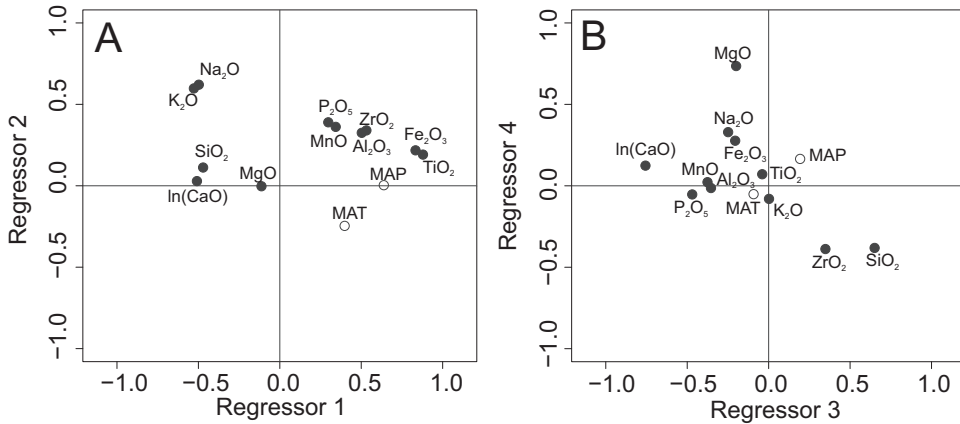 A
1.0
0.5
0.0
−0.5
−1.0
Regressor 2
Na₂O
K₂O
SiO₂
ln(CaO)
MgO
P₂O₅
MnO
ZrO₂
Al₂O₃
Fe₂O₃
TiO₂
MAP
MAT
−1.0 −0.5 0.0 0.5 1.0
Regressor 1
B
1.0
0.5
0.0
−0.5
−1.0
Regressor 4
MgO
Na₂O
Fe₂O₃
ln(CaO)
MAP
MnO
Al₂O₃
TiO₂
P₂O₅
MAT
K₂O
ZrO₂
SiO₂
−1.0 −0.5 0.0 0.5 1.0
Regressor 3